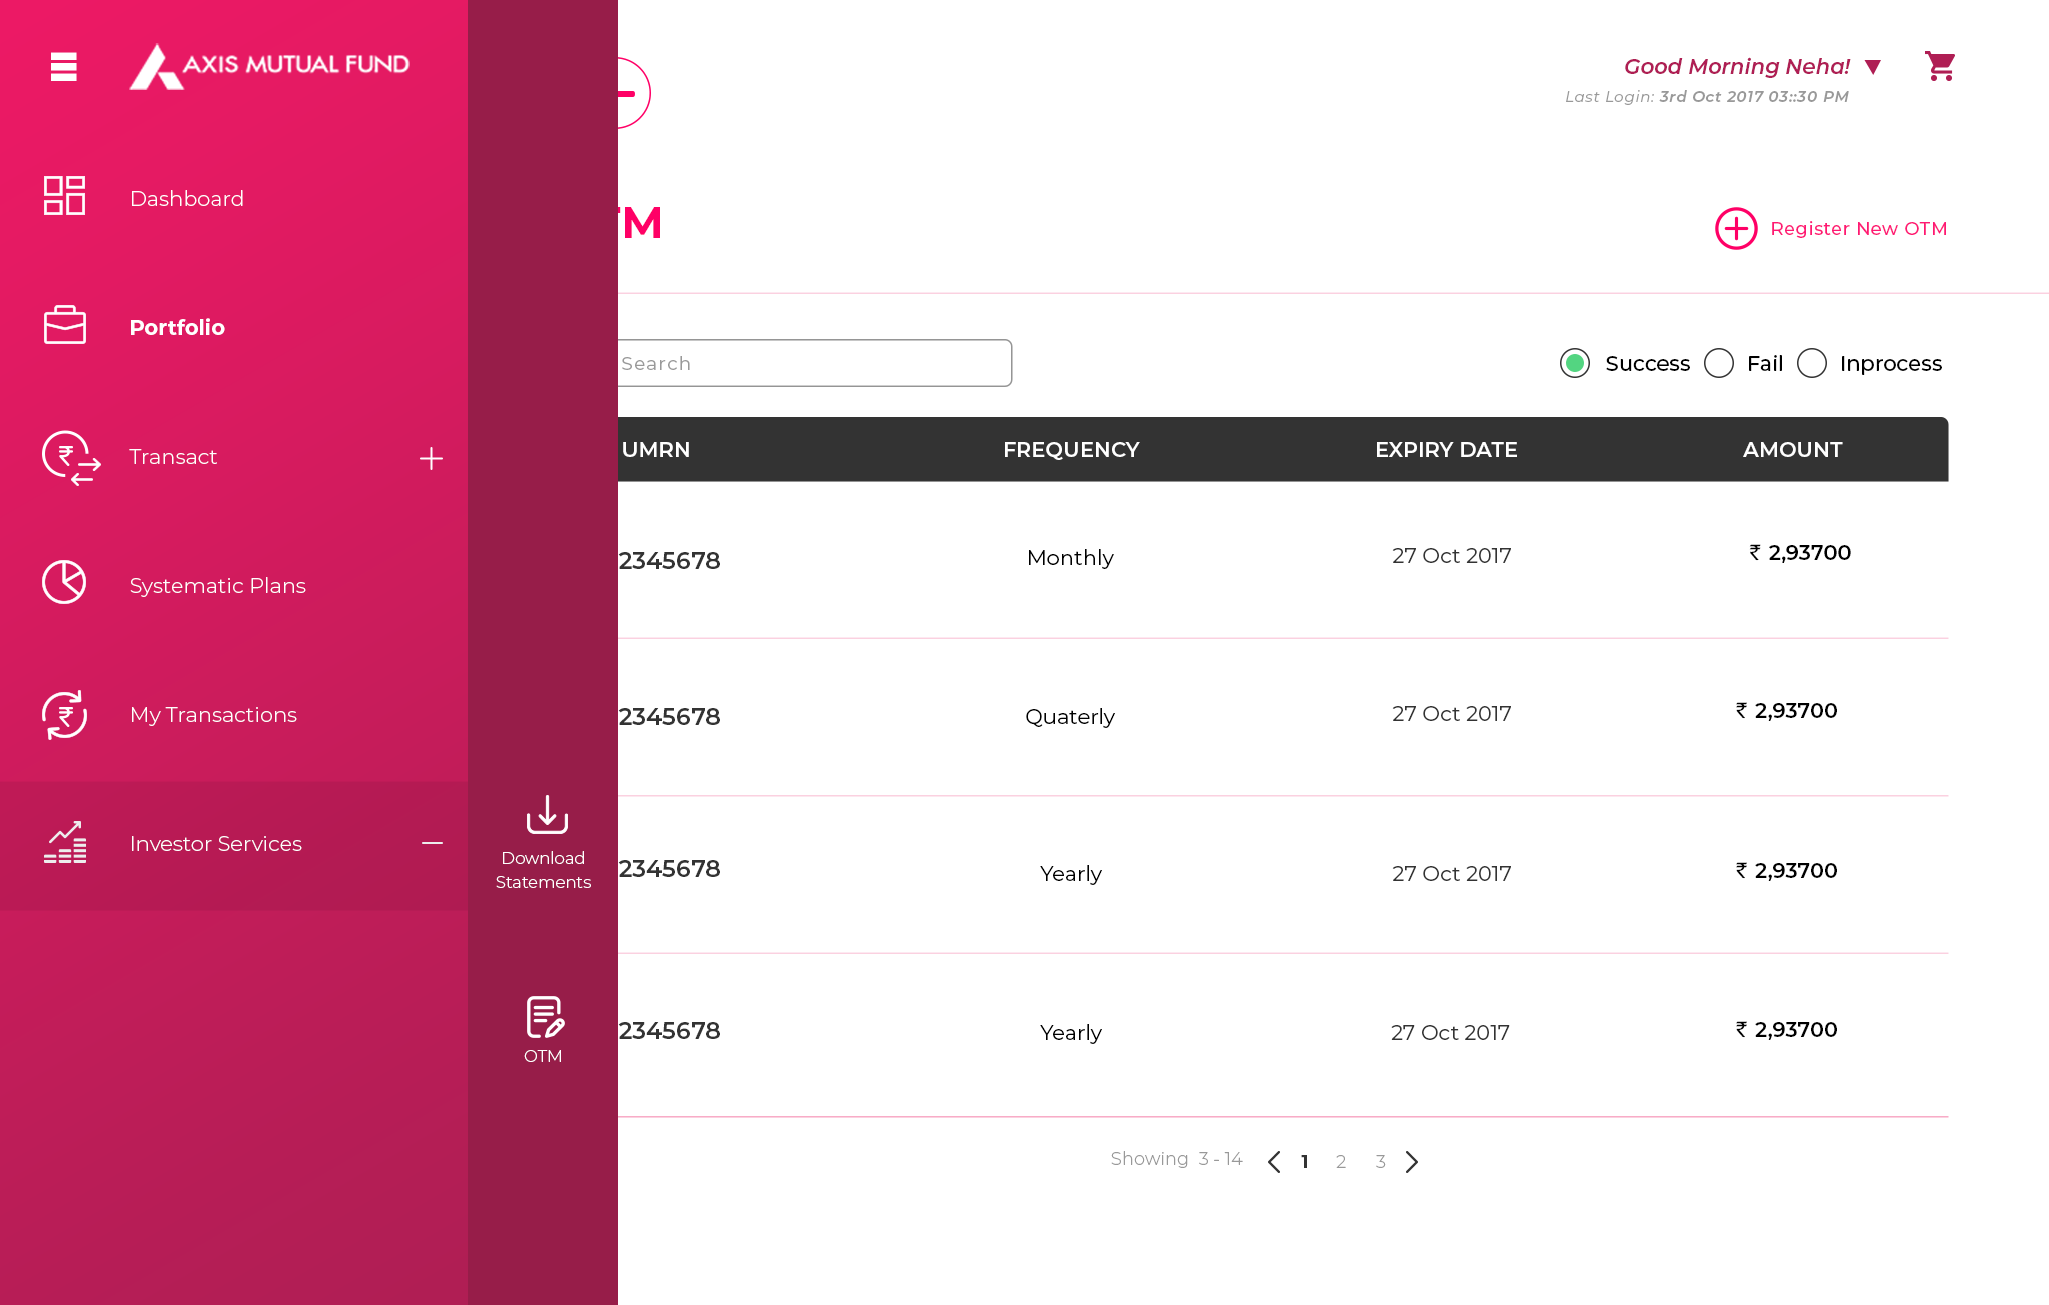 AXIS MUTUAL FUND
Good Morning Neha!
Last Login: 3rd Oct 2017 03::30 PM
Dashboard
Portfolio
Transact
Systematic Plans
My Transactions
Investor Services
Download
Statements
OTM
TM
Register New OTM
Search
Success Fail Inprocess
UMRN FREQUENCY EXPIRY DATE AMOUNT
2345678 Monthly 27 Oct 2017 ₹ 2,93700
2345678 Quaterly 27 Oct 2017 ₹ 2,93700
2345678 Yearly 27 Oct 2017 ₹ 2,93700
2345678 Yearly 27 Oct 2017 ₹ 2,93700
Showing 3 - 14 1 2 3